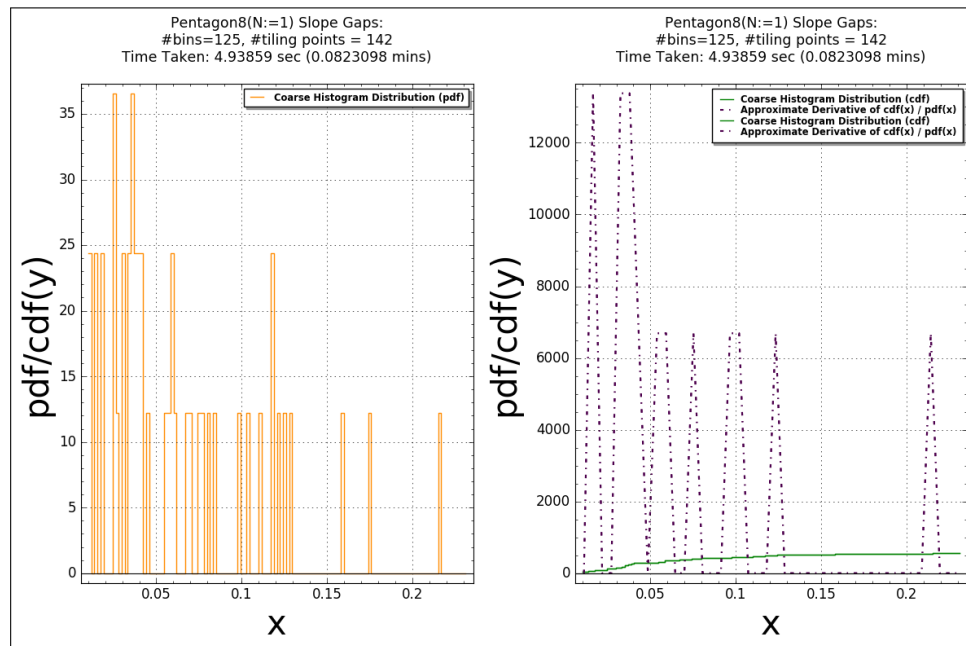 Pentagon8(N:=1) Slope Gaps:
#bins=125, #tiling points = 142
Time Taken: 4.93859 sec (0.0823098 mins)
Coarse Histogram Distribution (pdf)
35
30
25
20
15
10
5
0
0.05
0.1
0.15
0.2
pdf/cdf(y)
x
Pentagon8(N:=1) Slope Gaps:
#bins=125, #tiling points = 142
Time Taken: 4.93859 sec (0.0823098 mins)
Coarse Histogram Distribution (cdf)
Approximate Derivative of cdf(x) / pdf(x)
Coarse Histogram Distribution (cdf)
Approximate Derivative of cdf(x) / pdf(x)
12000
10000
8000
6000
4000
2000
0
0.05
0.1
0.15
0.2
pdf/cdf(y)
x